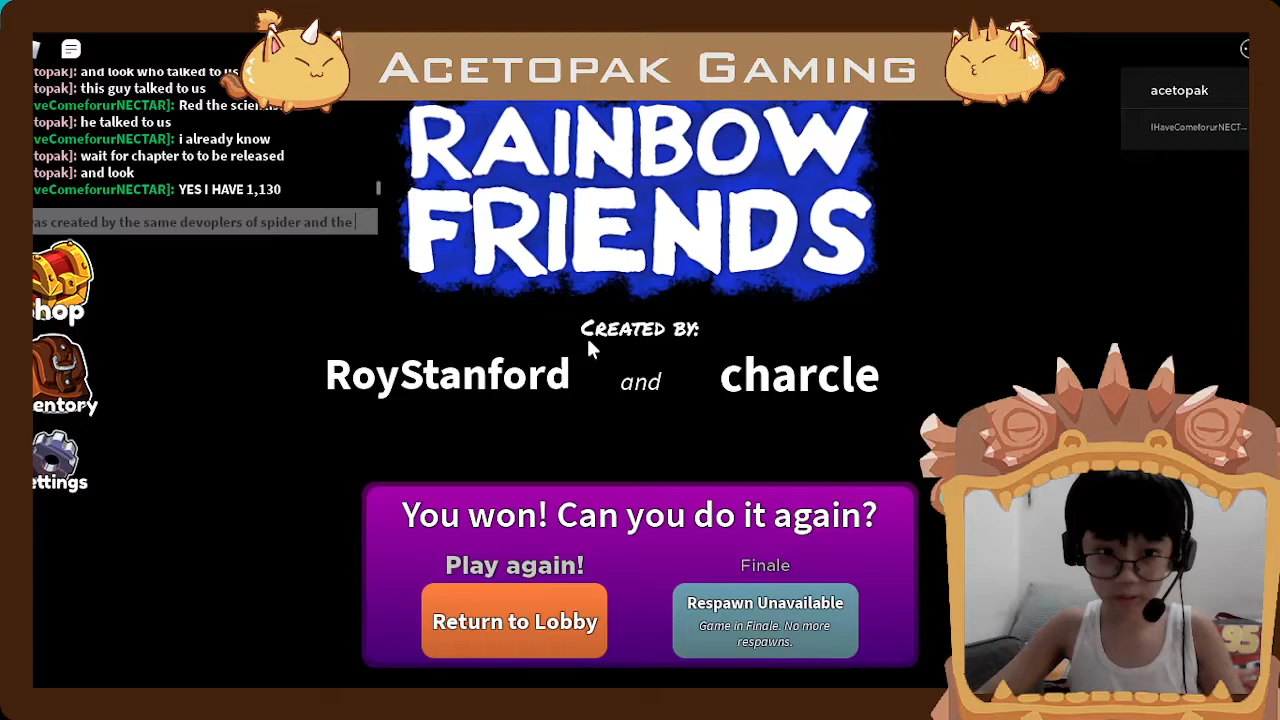 ACETOPAK GAMING
topak]: and look who talked to us
topak]: this guy talked to us
veComeforurNECTAR]: Red the scientis
topak]: he talked to us
veComeforurNECTAR]: i already know
topak]: wait for chapter to to be released
topak]: and look
veComeforurNECTAR]: YES I HAVE 1,130
as created by the same devoplers of spider and the
hop
entory
ettings
acetopak
IHaveComeforurNECT...
RAINBOW
FRIENDS
CREATED BY:
RoyStanford and charcle
You won! Can you do it again?
Play again!
Return to Lobby
Finale
Respawn Unavailable
Game in Finale. No more
respawns.
95